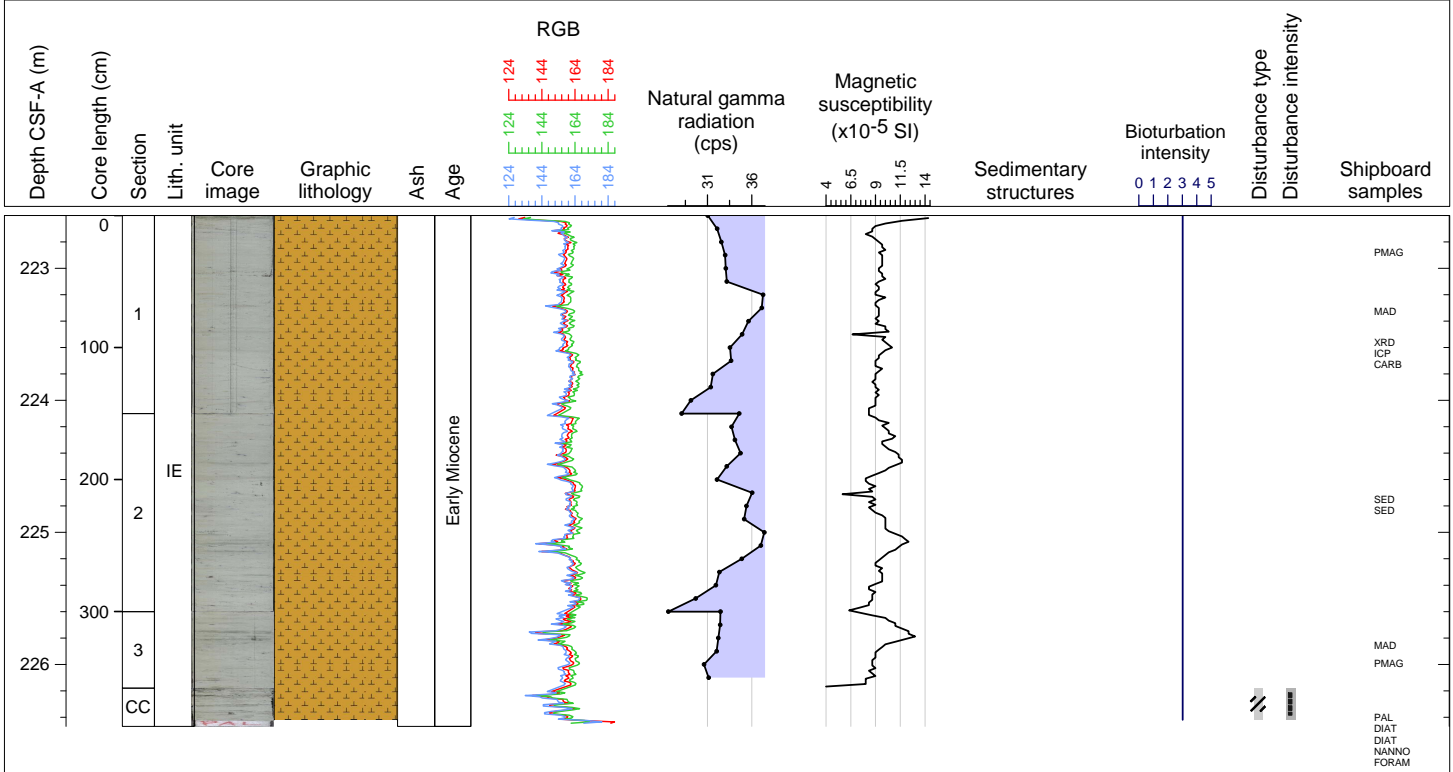 Depth CSF-A (m)
Core length (cm)
Section
Lith. unit
Core
image
Graphic
lithology
Ash
Age
RGB
124 144 164 184
124 144 164 184
124 144 164 184
Natural gamma
radiation
(cps)
31 36
Magnetic
susceptibility
(x10-5 SI)
4 6.5 9 11.5 14
Sedimentary
structures
Bioturbation
intensity
0 1 2 3 4 5
Disturbance type
Disturbance intensity
Shipboard
samples
223
224
225
226
0
100
200
300
1
2
3
CC
IE
PAL
Early Miocene
PMAG
MAD
XRD
ICP
CARB
SED
SED
MAD
PMAG
PAL
DIAT
DIAT
NANNO
FORAM